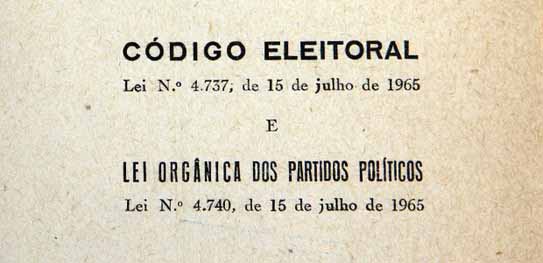 CÓDIGO ELEITORAL
Lei N.º 4.737, de 15 de julho de 1965
E
LEI ORGÂNICA DOS PARTIDOS POLÍTICOS
Lei N.º 4.740, de 15 de julho de 1965